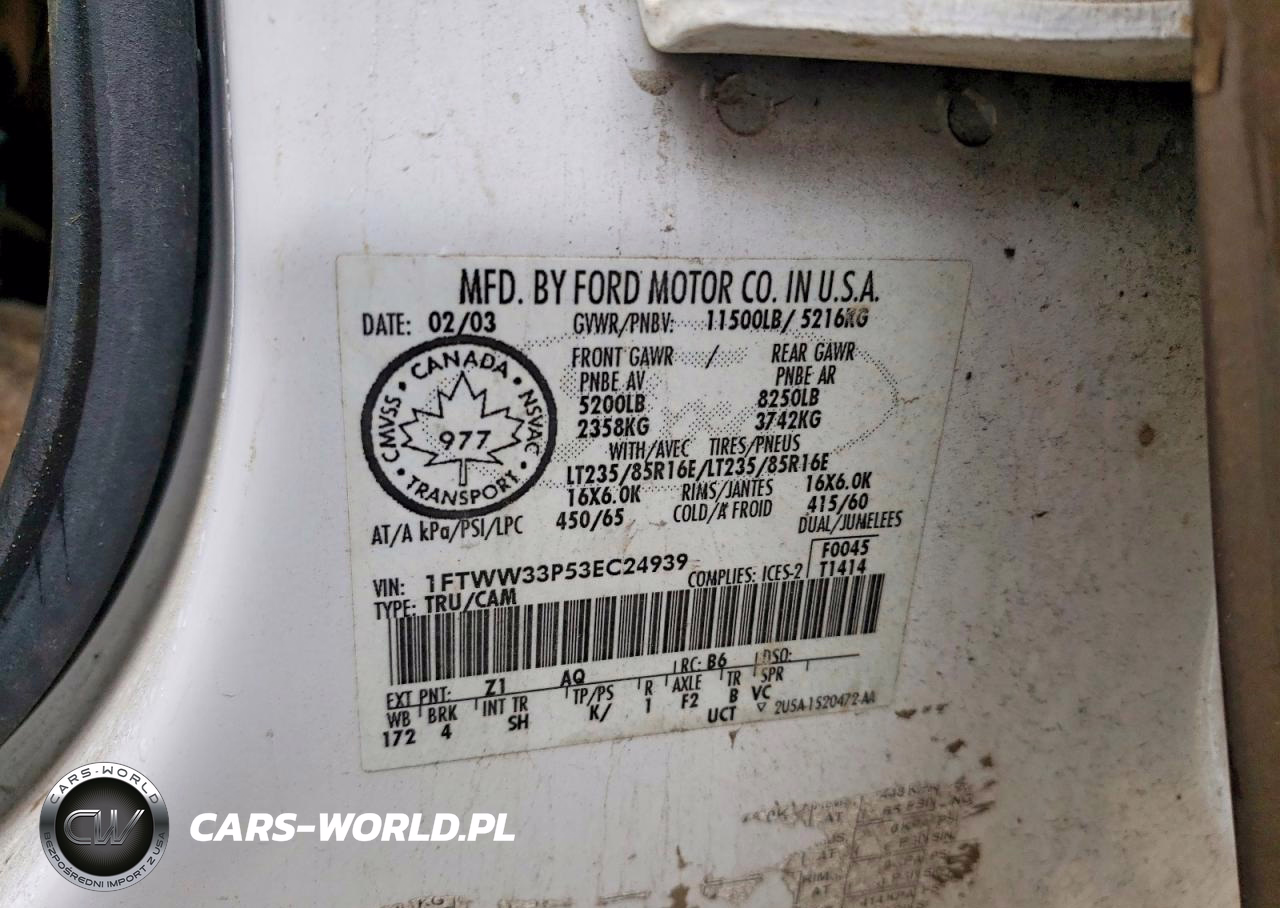 MFD. BY FORD MOTOR CO. IN U.S.A.
DATE: 02/03 GVWR/PNBV: 11500LB/ 5216KG
CANADA
CMVSS NSVAC
977
TRANSPORT
FRONT GAWR / REAR GAWR
PNBE AV PNBE AR
5200LB 8250LB
2358KG 3742KG
WITH/AVEC TIRES/PNEUS
LT235/85R16E/LT235/85R16E
16X6.0K RIMS/JANTES 16X6.0K
AT/A kPa/PSI/LPC 450/65 COLD/A FROID 415/60
DUAL/JUMELEES
VIN: 1FTWW33P53EC24939 F0045
TYPE: TRU/CAM COMPLIES: ICES-2 T1414
EXT PNT: Z1 AQ RC: B6 DSO:
WB BRK INT TR TP/PS R AXLE TR SPR
172 4 SH K/ 1 F2 B VC
UCT 2U5A-1520472-AA
CARS-WORLD
CW
BEZPOŚREDNI IMPORT Z USA
CARS-WORLD.PL